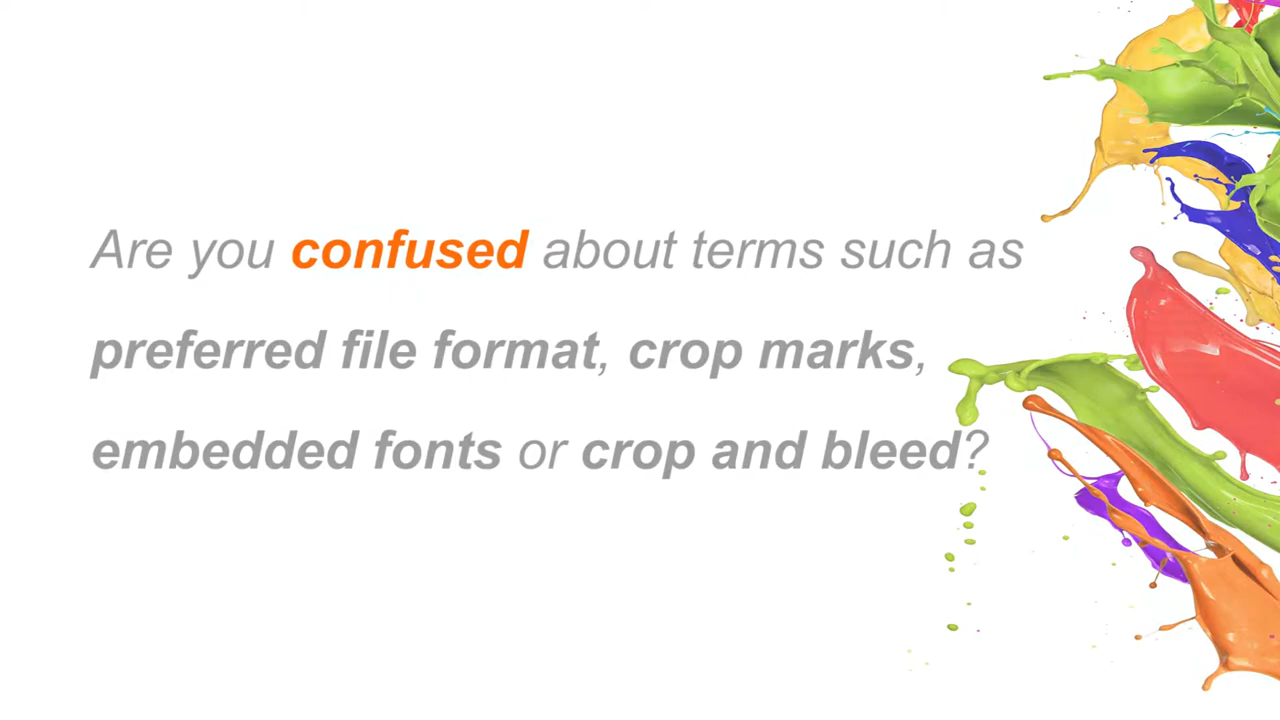 Are you confused about terms such as
preferred file format, crop marks,
embedded fonts or crop and bleed?